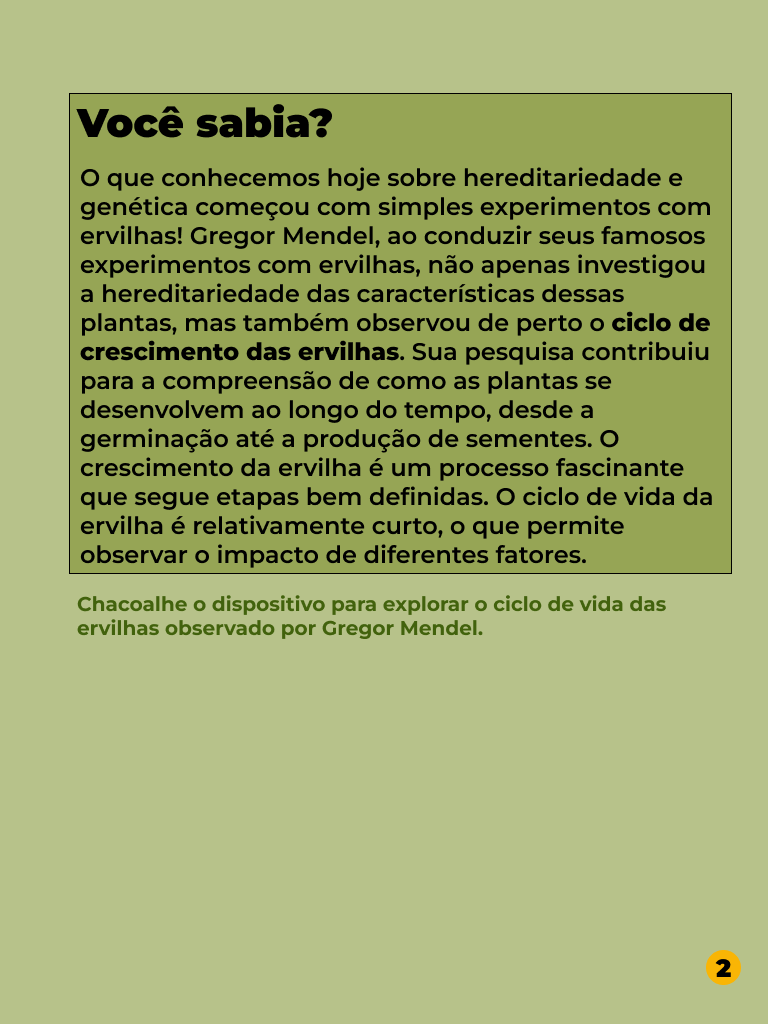 Você sabia?
O que conhecemos hoje sobre hereditariedade e
genética começou com simples experimentos com
ervilhas! Gregor Mendel, ao conduzir seus famosos
experimentos com ervilhas, não apenas investigou
a hereditariedade das características dessas
plantas, mas também observou de perto o ciclo de
crescimento das ervilhas. Sua pesquisa contribuiu
para a compreensão de como as plantas se
desenvolvem ao longo do tempo, desde a
germinação até a produção de sementes. O
crescimento da ervilha é um processo fascinante
que segue etapas bem definidas. O ciclo de vida da
ervilha é relativamente curto, o que permite
observar o impacto de diferentes fatores.
Chacoalhe o dispositivo para explorar o ciclo de vida das
ervilhas observado por Gregor Mendel.
2